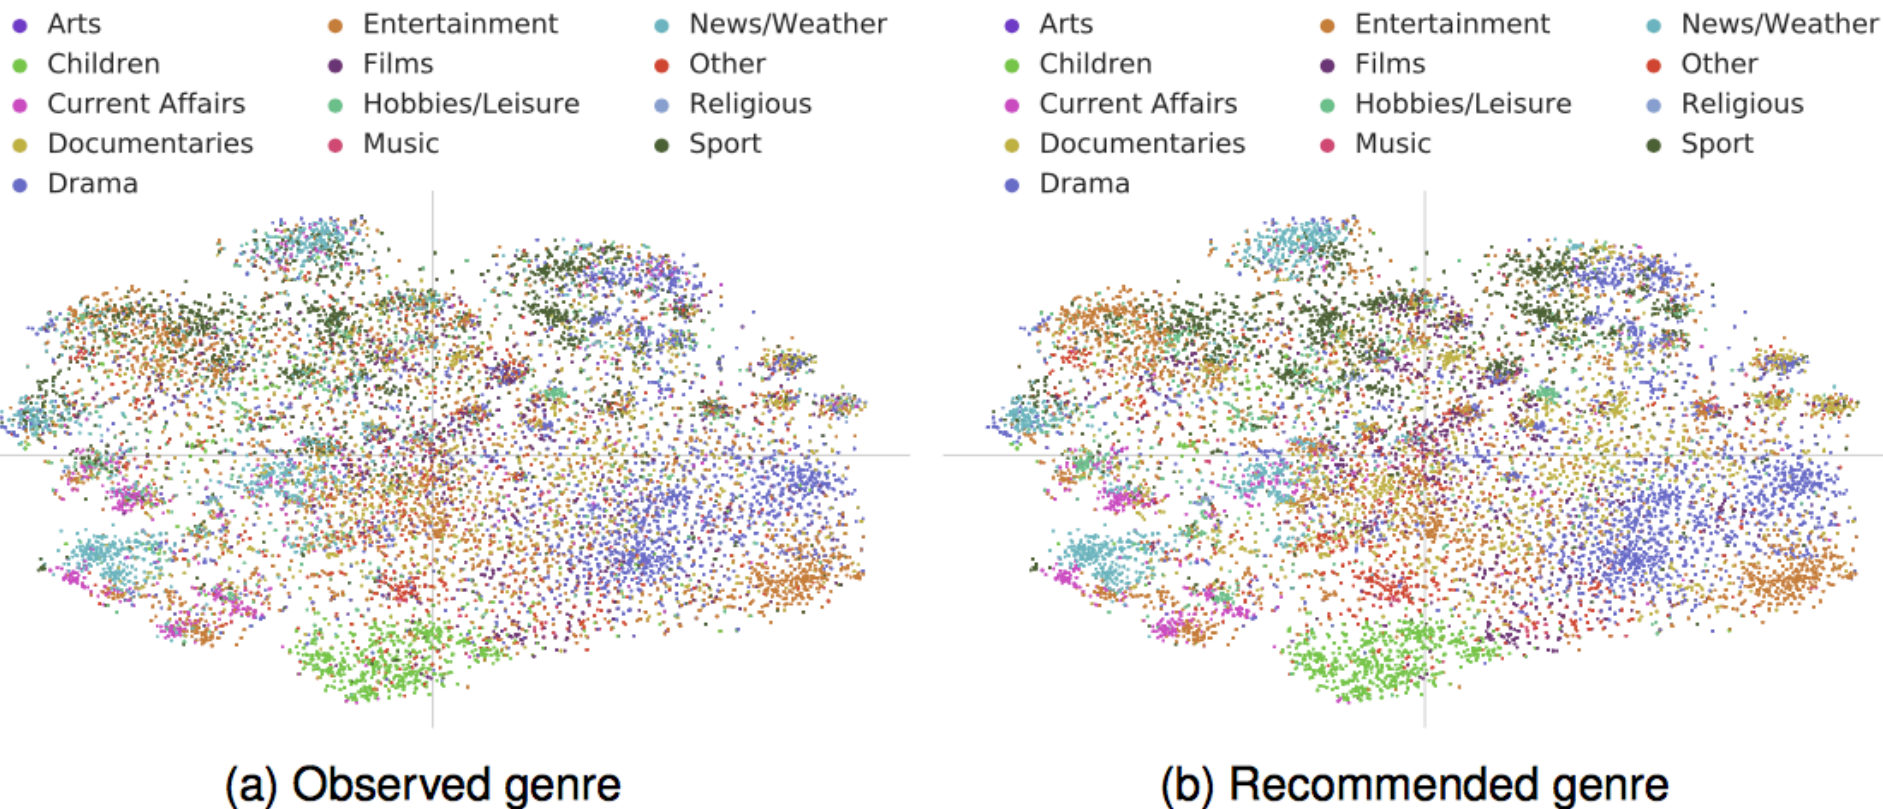 Arts
Children
Current Affairs
Documentaries
Drama
Entertainment
Films
Hobbies/Leisure
Music
News/Weather
Other
Religious
Sport
Arts
Children
Current Affairs
Documentaries
Drama
Entertainment
Films
Hobbies/Leisure
Music
News/Weather
Other
Religious
Sport
(a) Observed genre
(b) Recommended genre